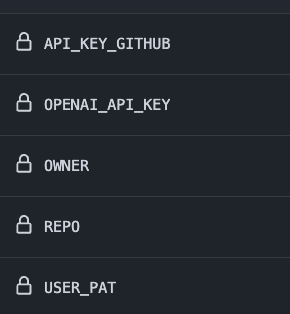 API_KEY_GITHUB
OPENAI_API_KEY
OWNER
REPO
USER_PAT